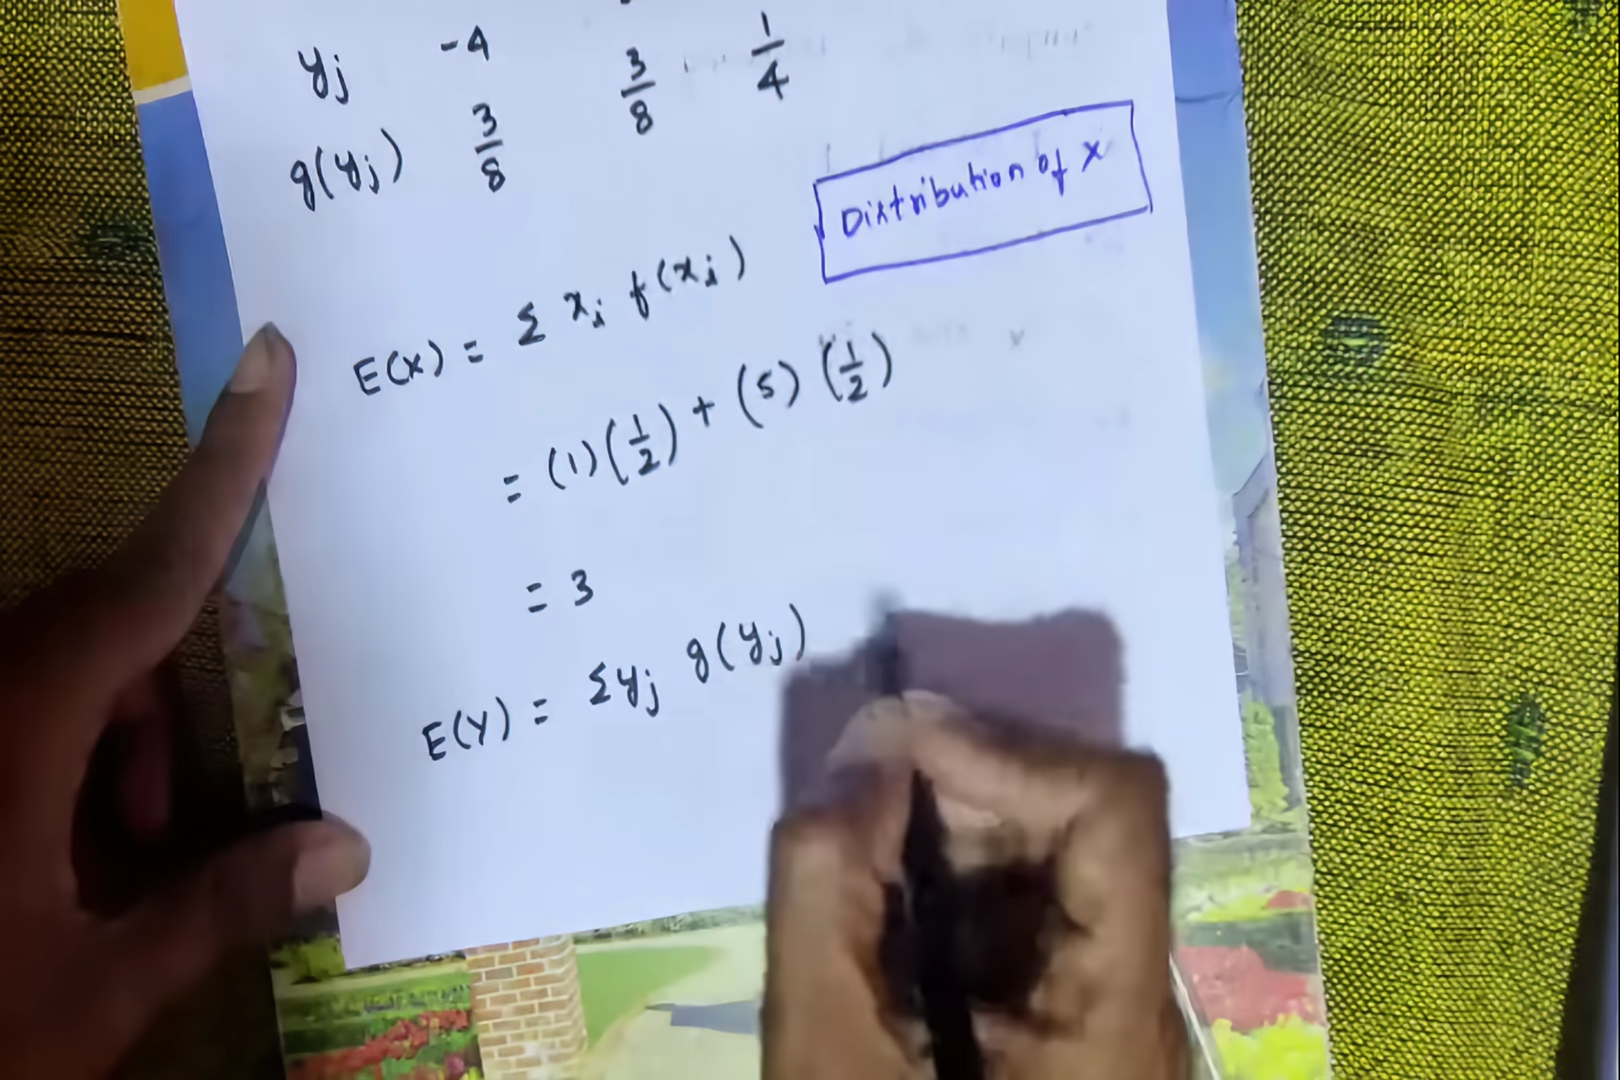 yj -4
g(yj) 3/8 3/8 1/4
Distribution of X
E(X) = Σ xi f(xi)
= (1)(1/2) + (5)(1/2)
= 3
E(Y) = Σyj g(yj)